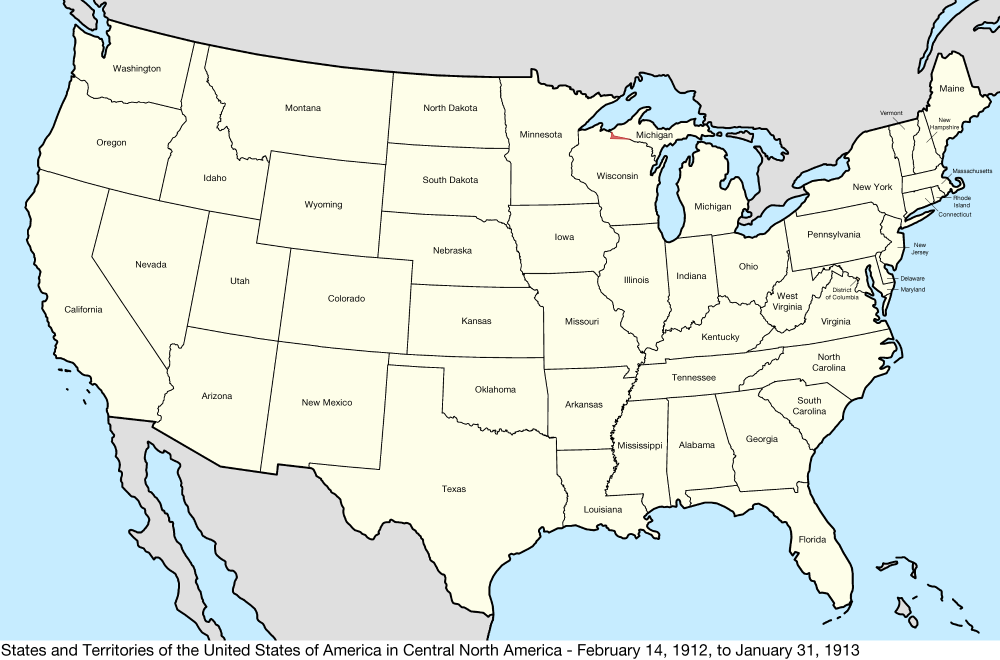 Washington
Montana
North Dakota
Minnesota
Michigan
Maine
Vermont
New
Hampshire
Oregon
Idaho
Wyoming
South Dakota
Wisconsin
Michigan
New York
Massachusetts
Rhode
Island
Connecticut
Nebraska
Iowa
Pennsylvania
New
Jersey
Nevada
Utah
Colorado
Illinois
Indiana
Ohio
Delaware
Maryland
District
of Columbia
West
Virginia
Virginia
California
Kansas
Missouri
Kentucky
North
Carolina
Tennessee
Arizona
New Mexico
Oklahoma
Arkansas
South
Carolina
Mississippi
Alabama
Georgia
Texas
Louisiana
Florida
States and Territories of the United States of America in Central North America - February 14, 1912, to January 31, 1913